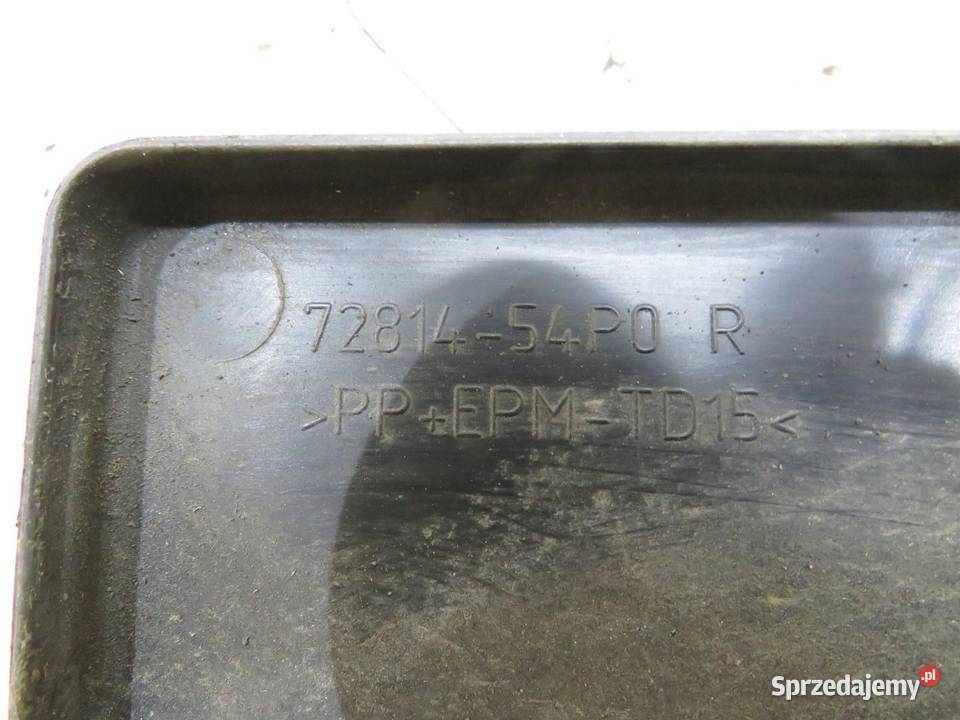 72814-54P0 R
>PP+EPM-TD15<
Sprzedajemy.pl